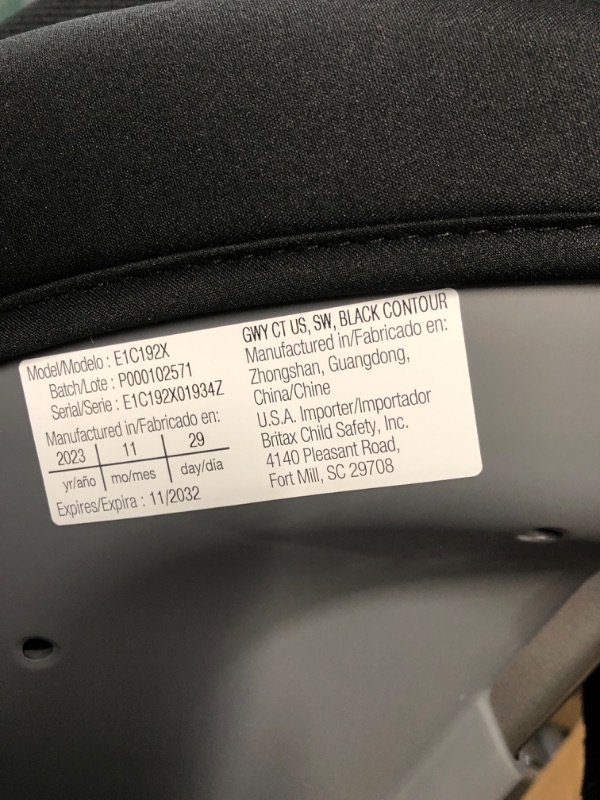 Model/Modelo : E1C192X
Batch/Lote : P000102571
Serial/Serie : E1C192X01934Z
Manufactured in/Fabricado en:
2023 11 29
yr/año mo/mes day/día
Expires/Expira : 11/2032
GWY CT US, SW, BLACK CONTOUR
Manufactured in/Fabricado en:
Zhongshan, Guangdong,
China/Chine
U.S.A. Importer/Importador
Britax Child Safety, Inc.
4140 Pleasant Road,
Fort Mill, SC 29708